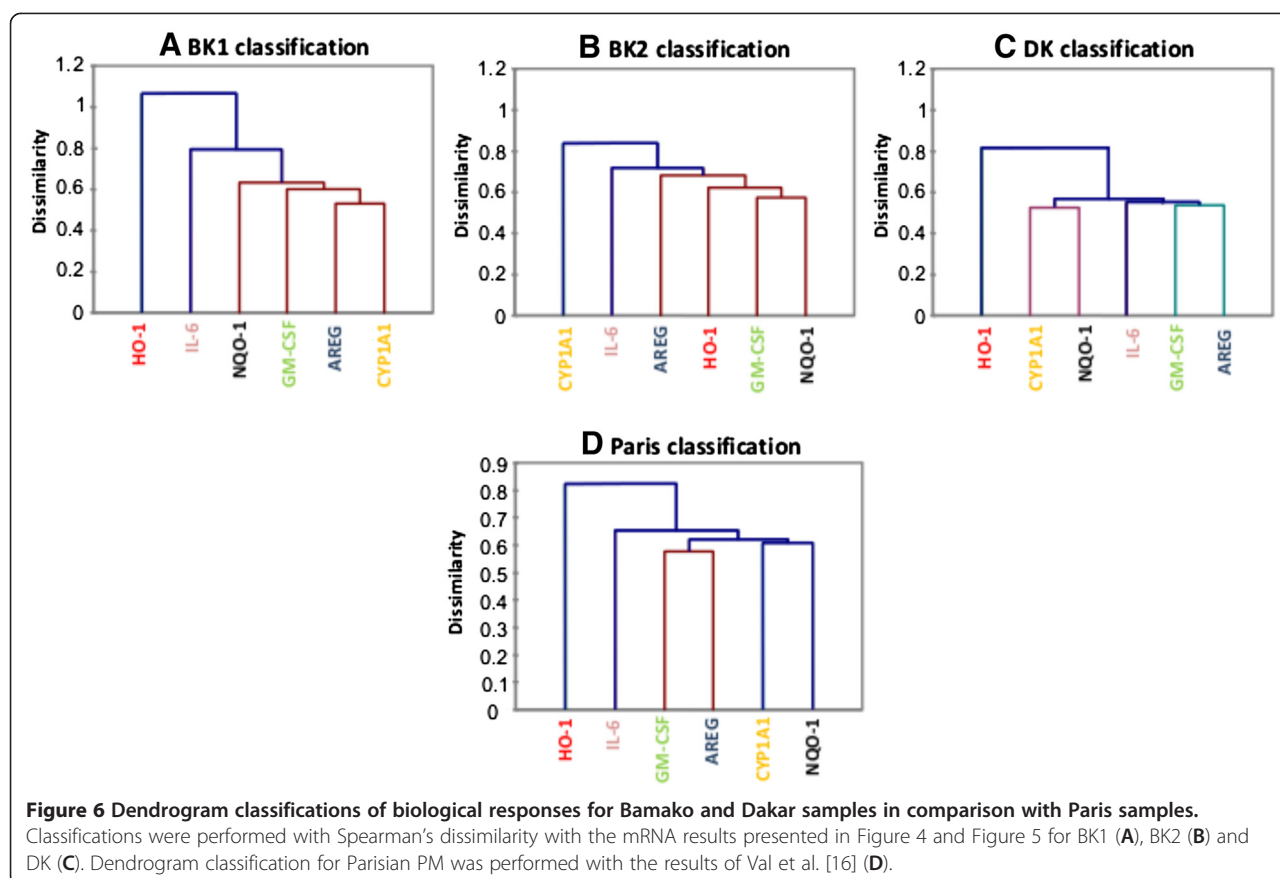 A BK1 classification
1.2
1
0.8
0.6
0.4
0.2
0
Dissimilarity
HO-1
IL-6
NQO-1
GM-CSF
AREG
CYP1A1
B BK2 classification
1.2
1
0.8
0.6
0.4
0.2
0
Dissimilarity
CYP1A1
IL-6
AREG
HO-1
GM-CSF
NQO-1
C DK classification
1.2
1
0.8
0.6
0.4
0.2
0
Dissimilarity
HO-1
CYP1A1
NQO-1
IL-6
GM-CSF
AREG
D Paris classification
0.9
0.8
0.7
0.6
0.5
0.4
0.3
0.2
0.1
0
Dissimilarity
HO-1
IL-6
GM-CSF
AREG
CYP1A1
NQO-1
Figure 6 Dendrogram classifications of biological responses for Bamako and Dakar samples in comparison with Paris samples.
Classifications were performed with Spearman's dissimilarity with the mRNA results presented in Figure 4 and Figure 5 for BK1 (A), BK2 (B) and
DK (C). Dendrogram classification for Parisian PM was performed with the results of Val et al. [16] (D).